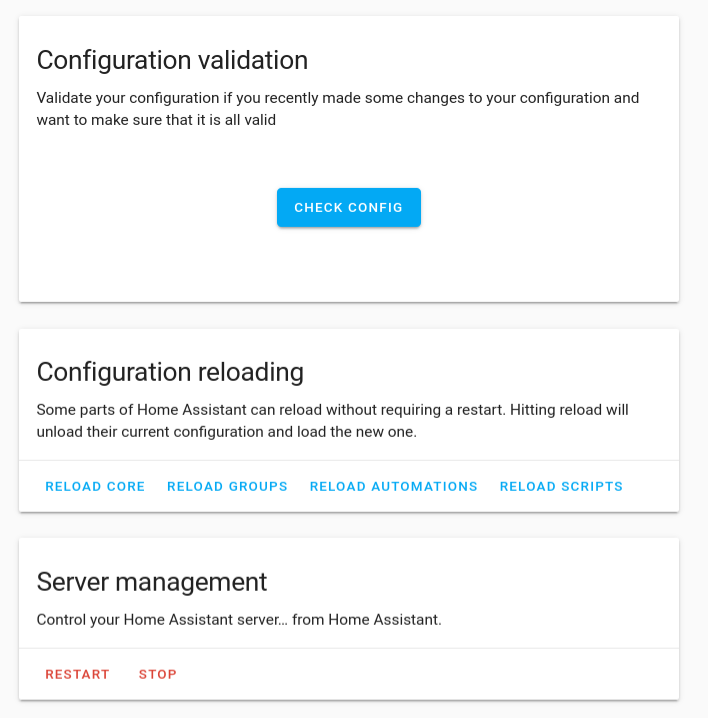 Configuration validation
Validate your configuration if you recently made some changes to your configuration and
want to make sure that it is all valid
CHECK CONFIG
Configuration reloading
Some parts of Home Assistant can reload without requiring a restart. Hitting reload will
unload their current configuration and load the new one.
RELOAD CORE RELOAD GROUPS RELOAD AUTOMATIONS RELOAD SCRIPTS
Server management
Control your Home Assistant server… from Home Assistant.
RESTART STOP